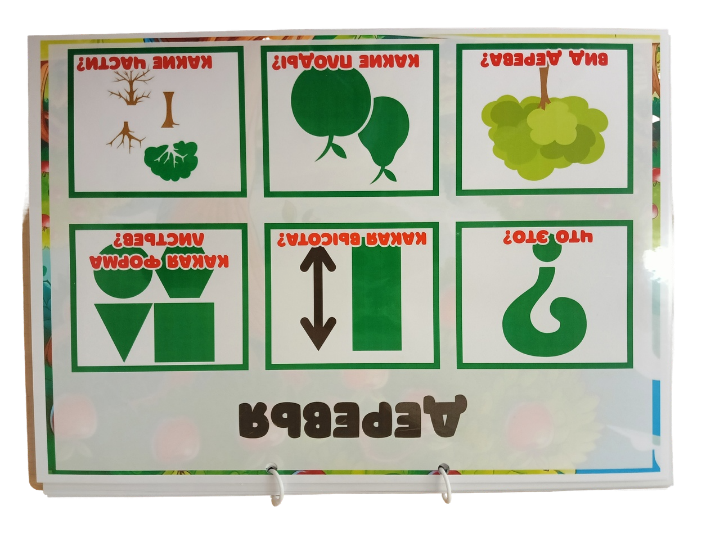 ДЕРЕВЬЯ
ЧТО ЭТО?
КАКАЯ ВЫСОТА?
КАКАЯ ФОРМА
ЛИСТЬЕВ?
ВИД ДЕРЕВА?
КАКИЕ ПЛОДЫ?
КАКИЕ ЧАСТИ?